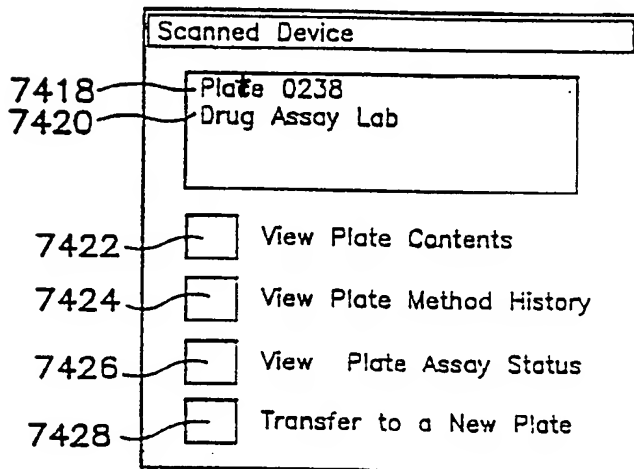 Scanned Device
7418 Plate 0238
7420 Drug Assay Lab
7422 View Plate Contents
7424 View Plate Method History
7426 View Plate Assay Status
7428 Transfer to a New Plate